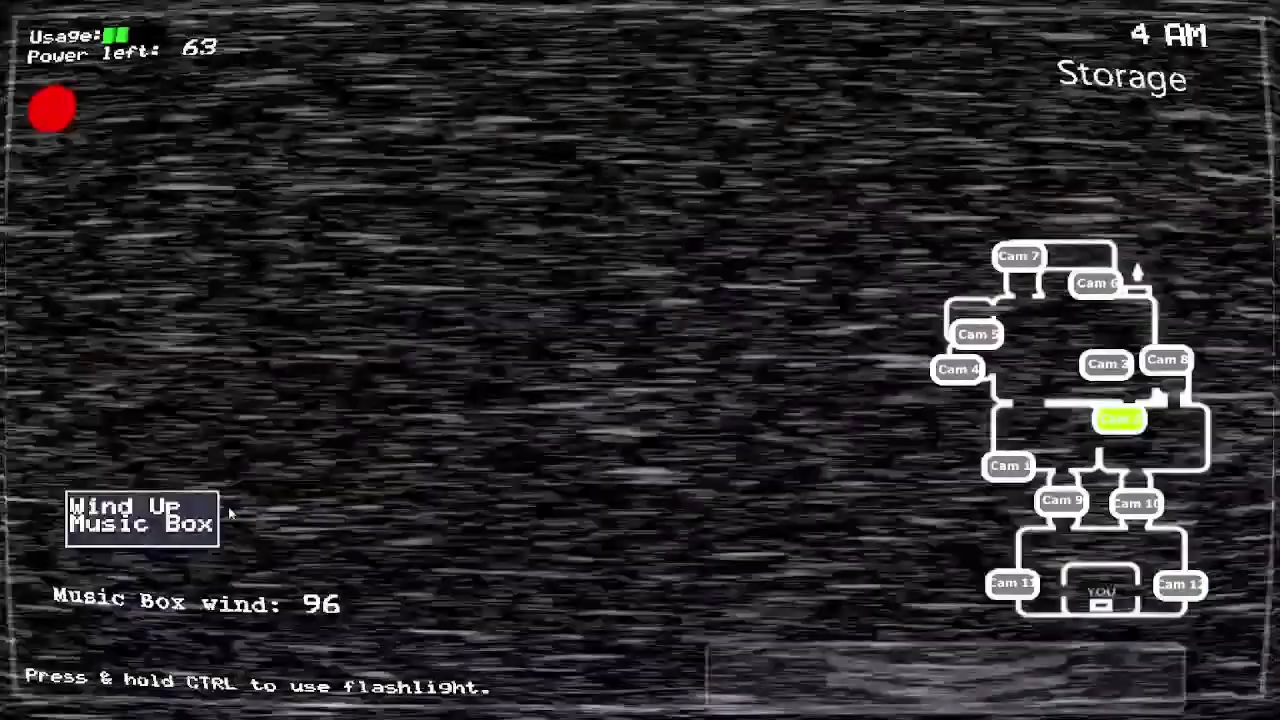 Usage:
Power left: 63
4 AM
Storage
Cam 7
Cam 6
Cam 5
Cam 3
Cam 8
Cam 4
Cam 1
Cam 9
Cam 10
Wind Up
Music Box
Cam 11
Cam 12
YOU
Music Box wind: 96
Press & hold CTRL to use flashlight.